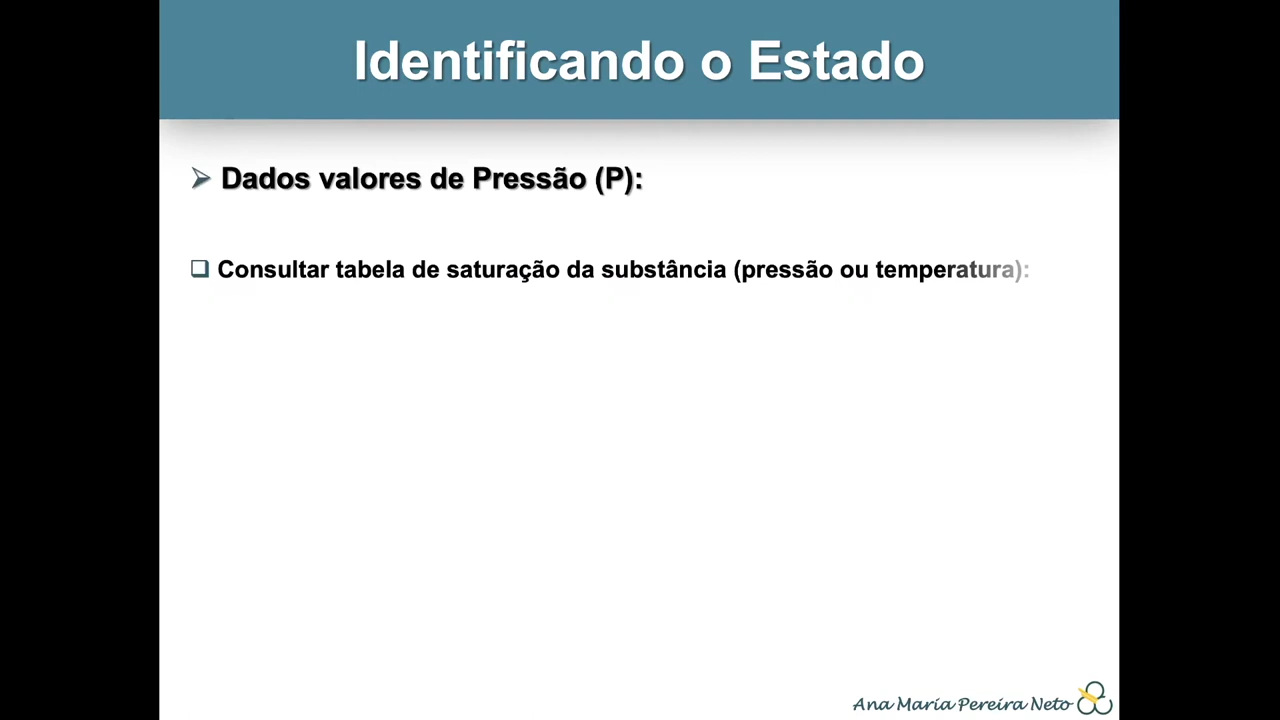 Identificando o Estado
Dados valores de Pressão (P):
Consultar tabela de saturação da substância (pressão ou temperatura):
Ana Maria Pereira Neto